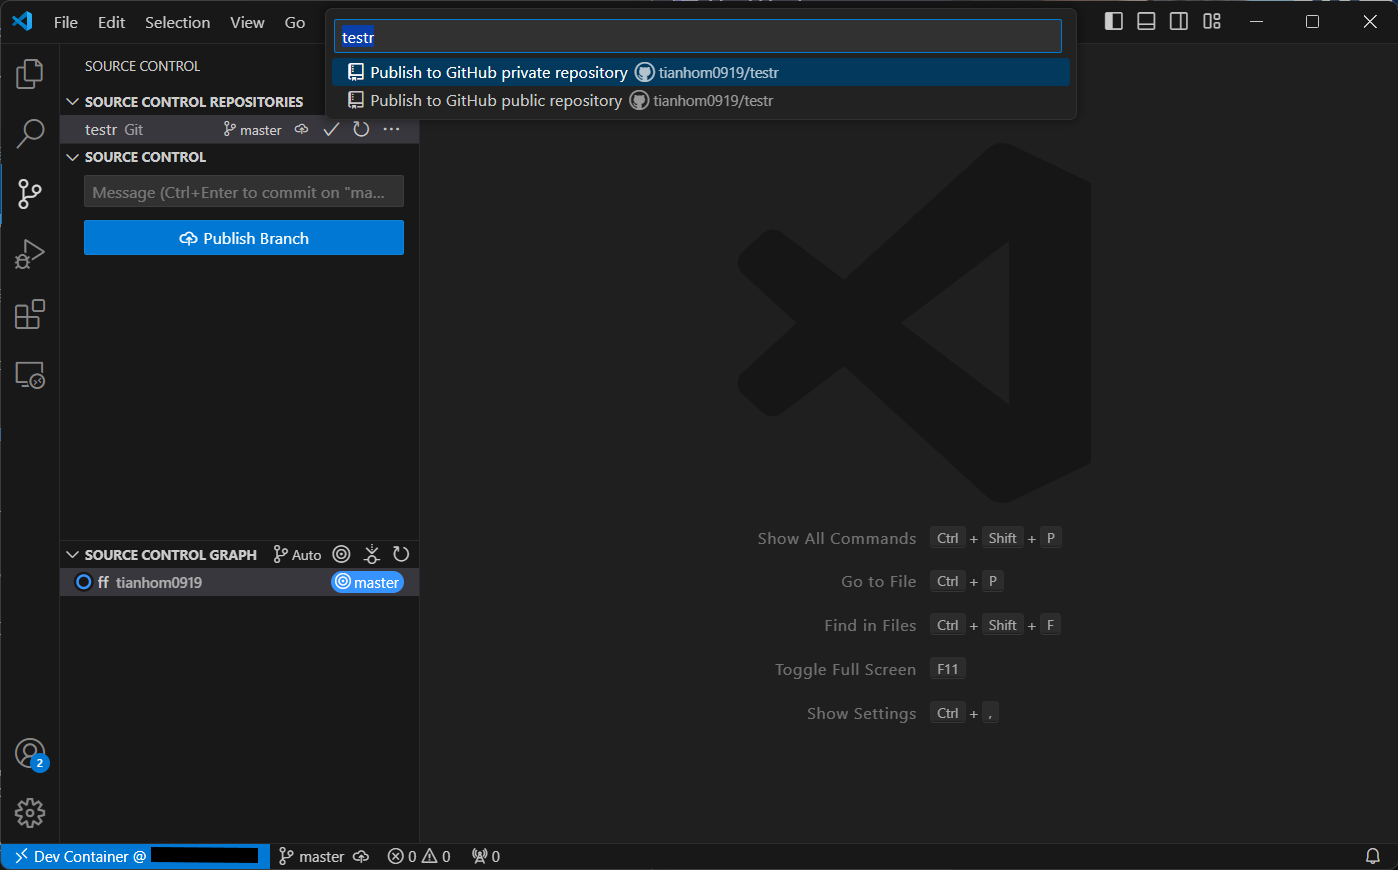 File Edit Selection View Go
testr
Publish to GitHub private repository tianhom0919/testr
Publish to GitHub public repository tianhom0919/testr
SOURCE CONTROL
SOURCE CONTROL REPOSITORIES
testr Git master
SOURCE CONTROL
Message (Ctrl+Enter to commit on "ma...
Publish Branch
Show All Commands Ctrl + Shift + P
Go to File Ctrl + P
Find in Files Ctrl + Shift + F
Toggle Full Screen F11
Show Settings Ctrl + ,
SOURCE CONTROL GRAPH Auto
ff tianhom0919 master
2
Dev Container @ master 0 0 0